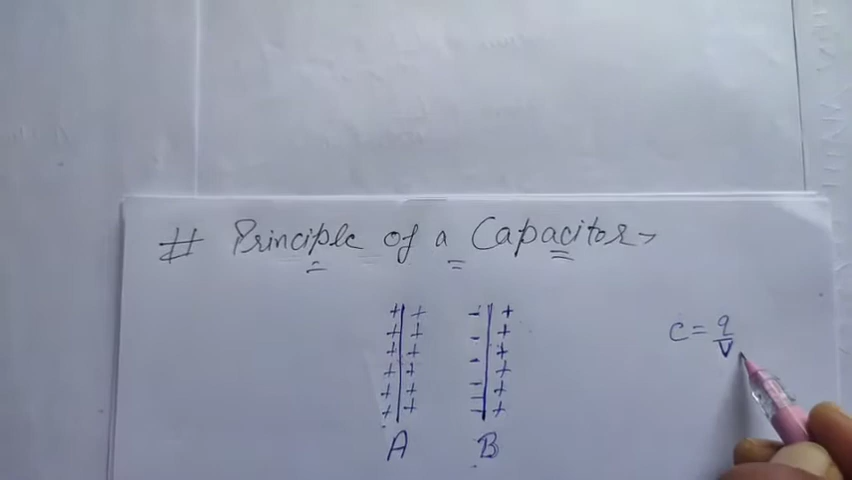 # Principle of a Capacitor→
+ + - +
+ + - +
+ + - +
+ + - +
+ + - +
+ + - +
A B
C = q/V